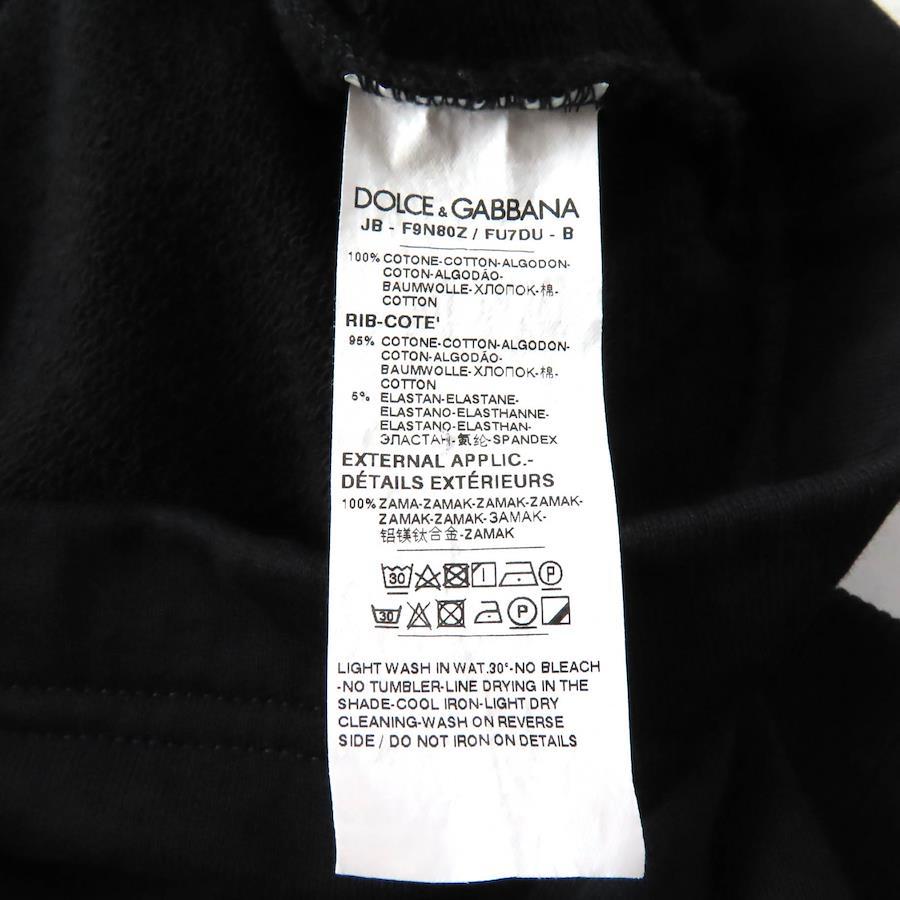 DOLCE & GABBANA
JB - F9N80Z / FU7DU - B
100% COTONE-COTTON-ALGODON-
COTON-ALGODÃO-
BAUMWOLLE-ХЛОПОК-棉-
COTTON
RIB-COTE'
95% COTONE-COTTON-ALGODON-
COTON-ALGODÃO-
BAUMWOLLE-ХЛОПОК-棉-
COTTON
5% ELASTAN-ELASTANE-
ELASTANO-ELASTHANNE-
ELASTANO-ELASTHAN-
ЭЛАСТАН-氨纶-SPANDEX
EXTERNAL APPLIC.-
DÉTAILS EXTÉRIEURS
100% ZAMA-ZAMAK-ZAMAK-ZAMAK-
ZAMAK-ZAMAK-ЗАМАК-
铝镁钛合金-ZAMAK
30 P
30 P
LIGHT WASH IN WAT.30°-NO BLEACH
-NO TUMBLER-LINE DRYING IN THE
SHADE-COOL IRON-LIGHT DRY
CLEANING-WASH ON REVERSE
SIDE / DO NOT IRON ON DETAILS